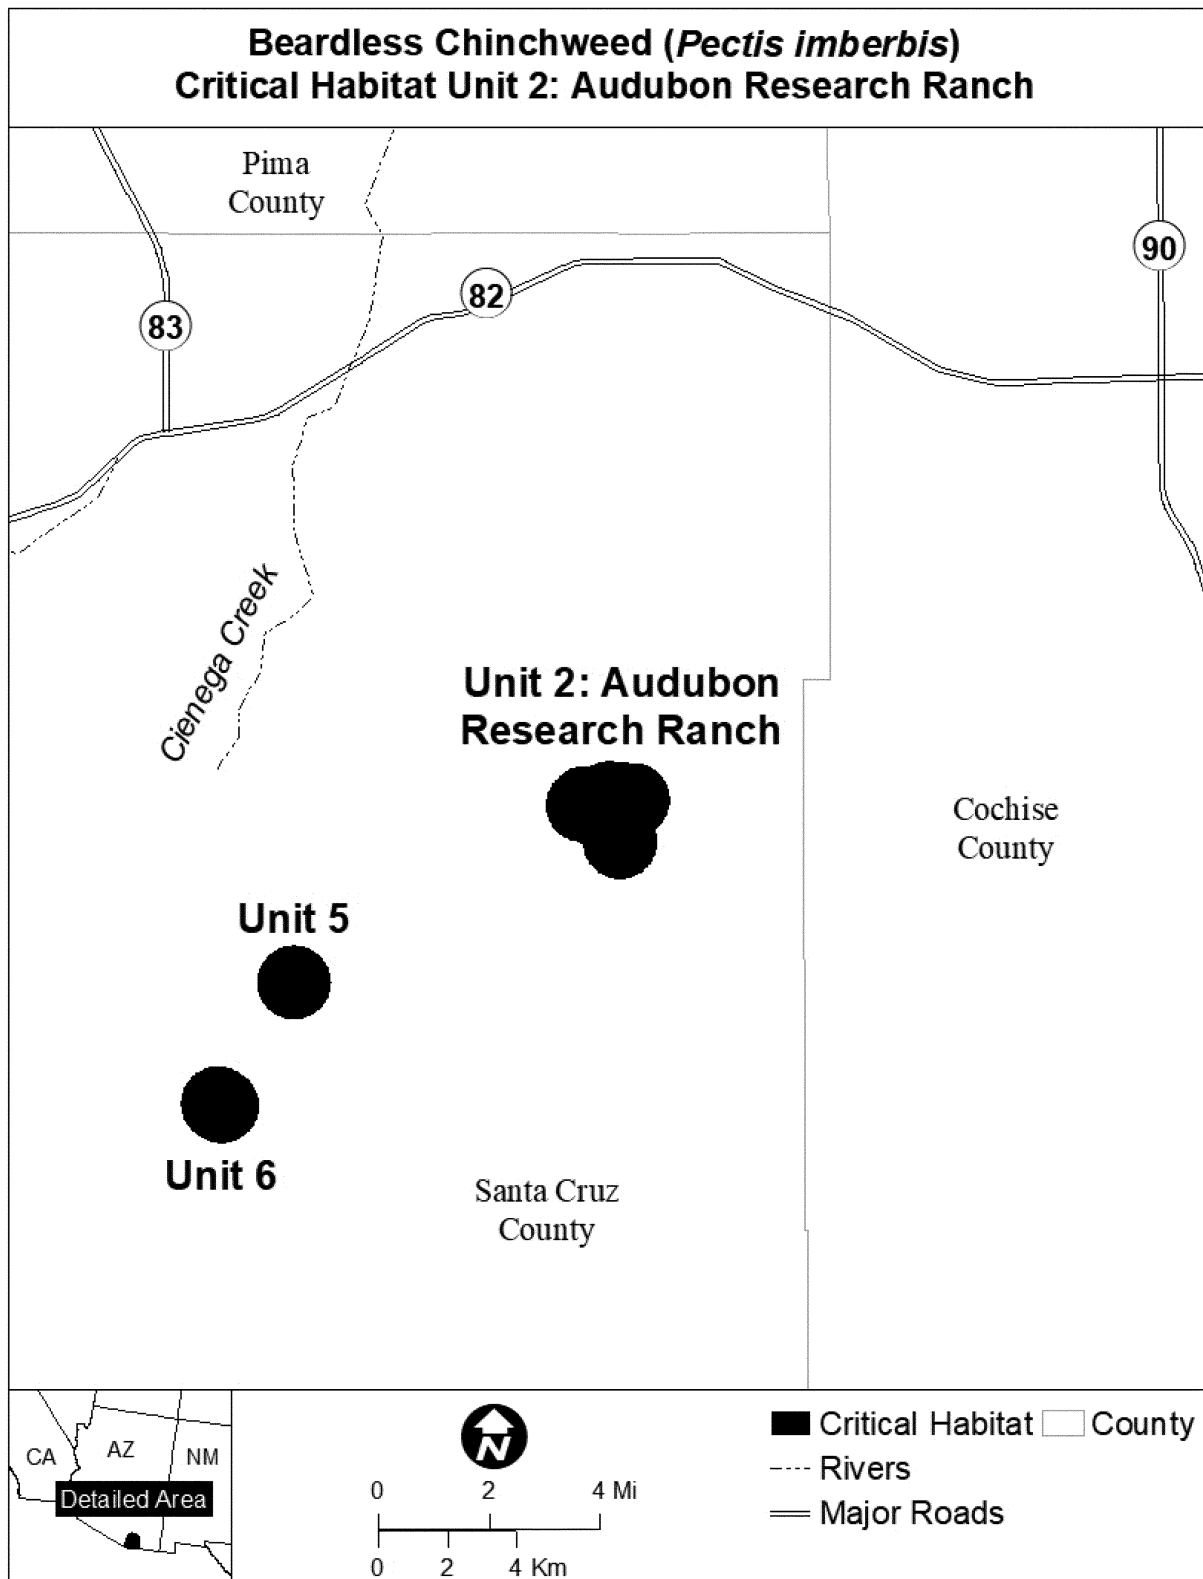 Beardless Chinchweed (Pectis imberbis)
Critical Habitat Unit 2: Audubon Research Ranch
Pima
County
90
82
83
Cienega Creek
Unit 2: Audubon
Research Ranch
Cochise
County
Unit 5
Unit 6
Santa Cruz
County
CA
AZ
NM
Detailed Area
N
0 2 4 Mi
0 2 4 Km
Critical Habitat
County
Rivers
Major Roads